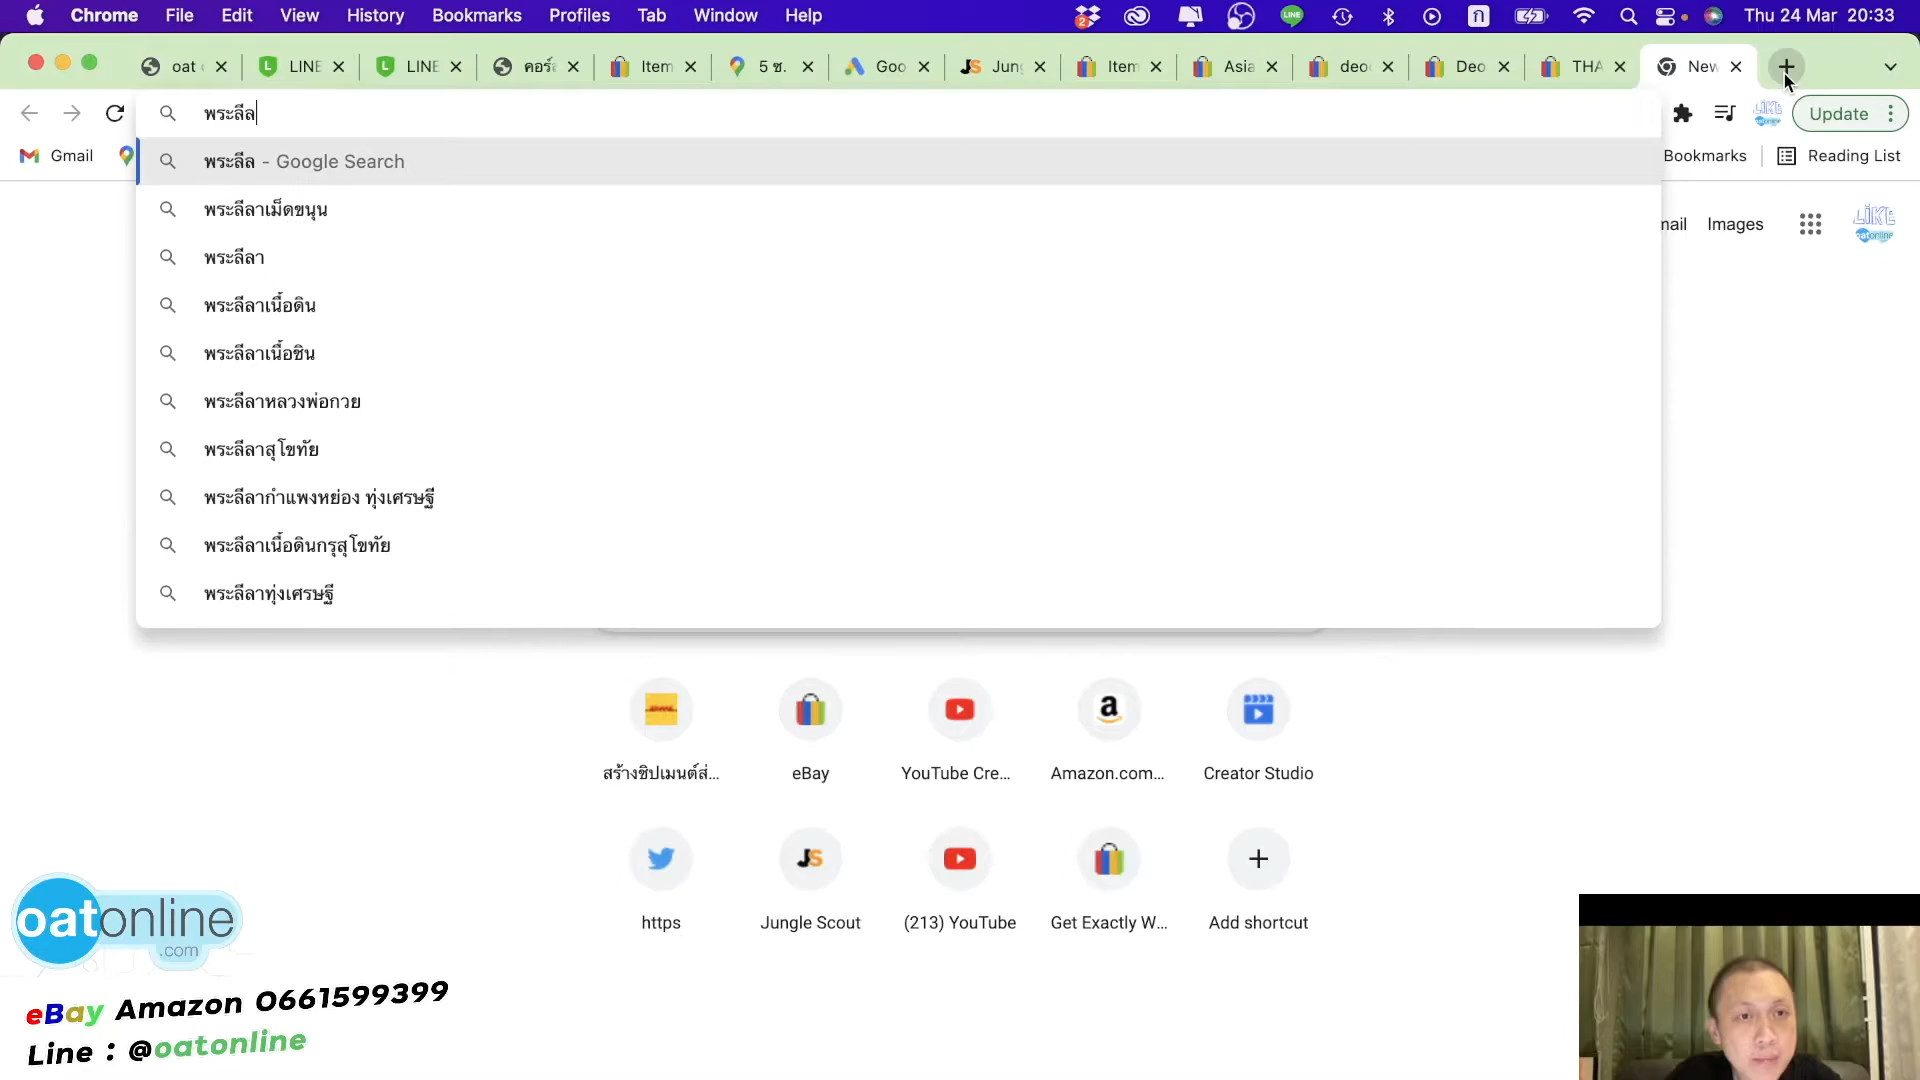 Chrome File Edit View History Bookmarks Profiles Tab Window Help Thu 24 Mar 20:33
oat LINE LINE คอร์ Item 5 ซ. Goo Jun Item Asia deo Deo THA New
พระลีล Update
Gmail Bookmarks Reading List
พระลีล - Google Search
พระลีลาเม็ดขนุน
mail Images
พระลีลา
พระลีลาเนื้อดิน
พระลีลาเนื้อชิน
พระลีลาหลวงพ่อกวย
พระลีลาสุโขทัย
พระลีลากำแพงหย่อง ทุ่งเศรษฐี
พระลีลาเนื้อดินกรุสุโขทัย
พระลีลาทุ่งเศรษฐี
สร้างชิปเมนต์ส่... eBay YouTube Cre... Amazon.com... Creator Studio
https Jungle Scout (213) YouTube Get Exactly W... Add shortcut
oatonline
.com
eBay Amazon 0661599399
Line : @oatonline